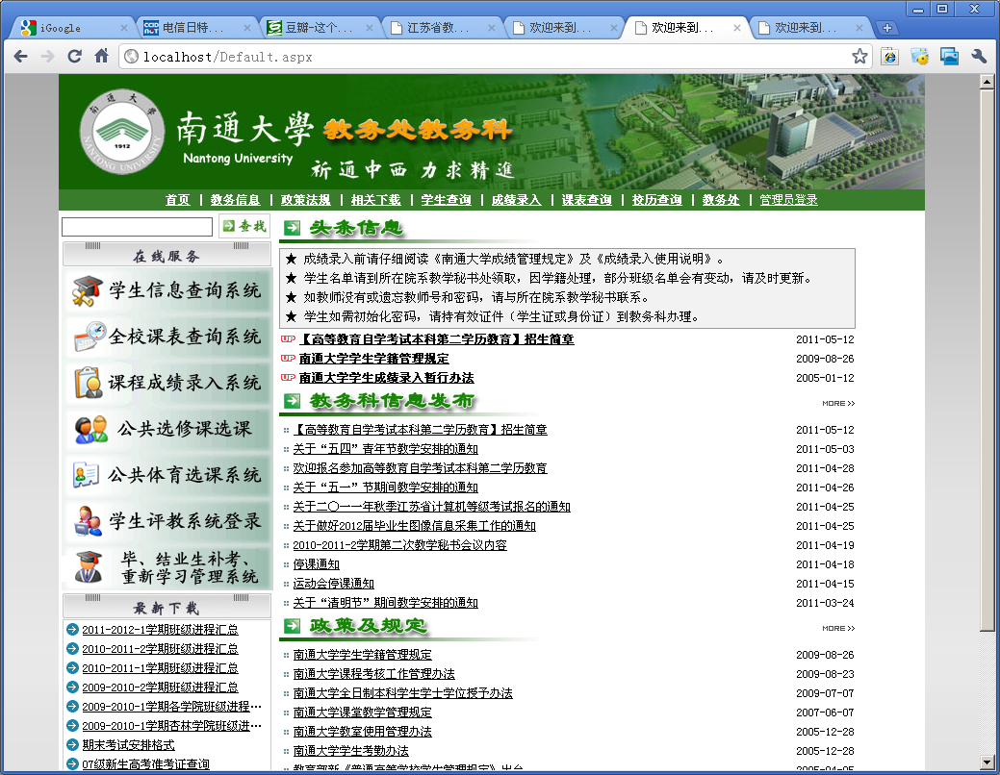 iGoogle
电信日特...
豆瓣-这个...
江苏省教...
欢迎来到...
欢迎来到...
欢迎来到...
localhost/Default.aspx
南通大学
1912
NANTONG UNIVERSITY
南通大學 教务处教务科
Nantong University
祈通中西 力求精進
首页 | 教务信息 | 政策法规 | 相关下载 | 学生查询 | 成绩录入 | 课表查询 | 校历查询 | 教务处 | 管理员登录
查找
在线服务
学生信息查询系统
全校课表查询系统
课程成绩录入系统
公共选修课选课
公共体育选课系统
学生评教系统登录
毕、结业生补考、
重新学习管理系统
最新下载
2011-2012-1学期班级进程汇总
2010-2011-2学期班级进程汇总
2010-2011-1学期班级进程汇总
2009-2010-2学期班级进程汇总
2009-2010-1学期各学院班级进程…
2009-2010-1学期杏林学院班级进…
期末考试安排格式
07级新生高考准考证查询
头条信息
★ 成绩录入前请仔细阅读《南通大学成绩管理规定》及《成绩录入使用说明》。
★ 学生名单请到所在院系教学秘书处领取，因学籍处理，部分班级名单会有变动，请及时更新。
★ 如教师没有或遗忘教师号和密码，请与所在院系教学秘书联系。
★ 学生如需初始化密码，请持有效证件（学生证或身份证）到教务科办理。
UP 【高等教育自学考试本科第二学历教育】招生简章 2011-05-12
UP 南通大学学生学籍管理规定 2009-08-26
UP 南通大学学生成绩录入暂行办法 2005-01-12
教务科信息发布 MORE >>
【高等教育自学考试本科第二学历教育】招生简章 2011-05-12
关于“五四”青年节教学安排的通知 2011-05-03
欢迎报名参加高等教育自学考试本科第二学历教育 2011-04-28
关于“五一”节期间教学安排的通知 2011-04-26
关于二〇一一年秋季江苏省计算机等级考试报名的通知 2011-04-25
关于做好2012届毕业生图像信息采集工作的通知 2011-04-25
2010-2011-2学期第二次教学秘书会议内容 2011-04-19
停课通知 2011-04-18
运动会停课通知 2011-04-15
关于“清明节”期间教学安排的通知 2011-03-24
政策及规定 MORE >>
南通大学学生学籍管理规定 2009-08-26
南通大学课程考核工作管理办法 2009-08-23
南通大学全日制本科学生学士学位授予办法 2009-07-07
南通大学课堂教学管理规定 2007-06-07
南通大学教室使用管理办法 2005-12-28
南通大学学生考勤办法 2005-12-28
教育部新《普通高等学校学生管理规定》出台 2005-04-05